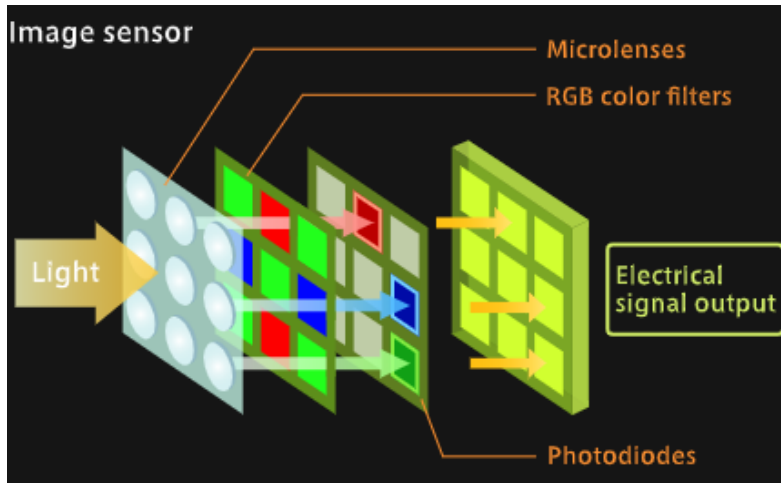 Image sensor
Microlenses
RGB color filters
Light
Electrical
signal output
Photodiodes